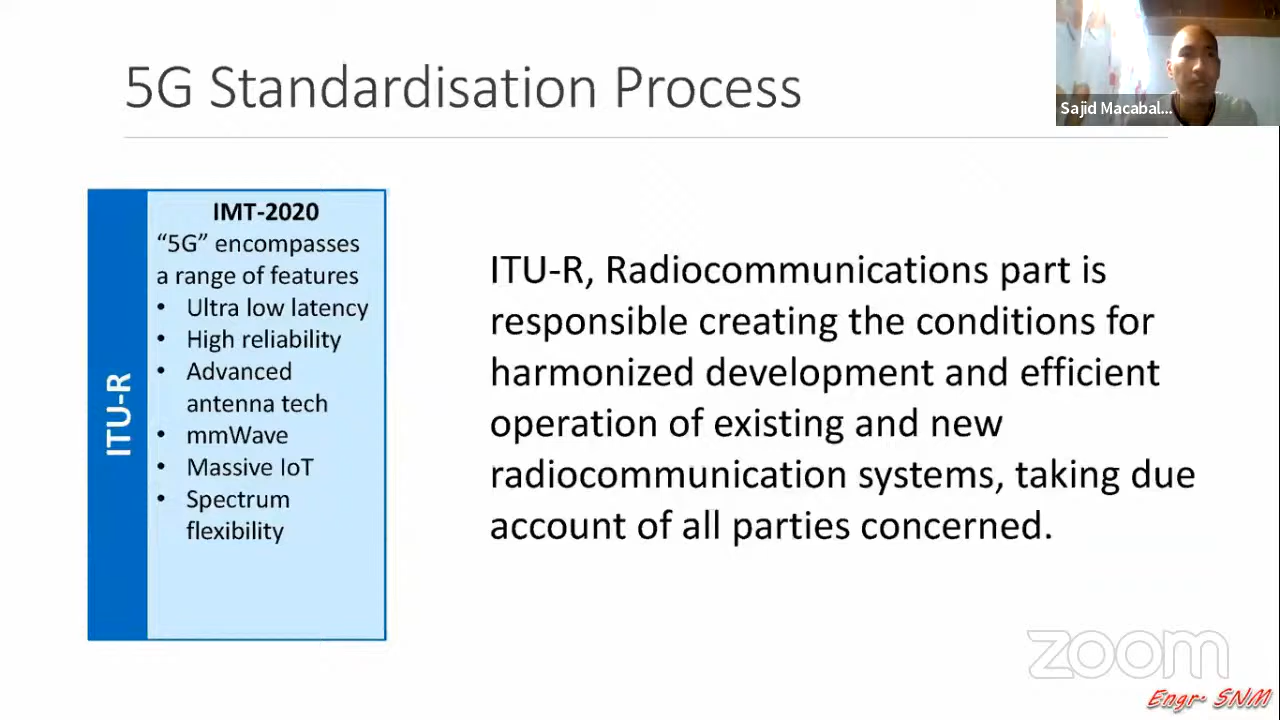 5G Standardisation Process
Sajid Macabal...
ITU-R
IMT-2020
“5G” encompasses
a range of features
• Ultra low latency
• High reliability
• Advanced
antenna tech
• mmWave
• Massive IoT
• Spectrum
flexibility
ITU-R, Radiocommunications part is
responsible creating the conditions for
harmonized development and efficient
operation of existing and new
radiocommunication systems, taking due
account of all parties concerned.
zoom
Engr. SNM